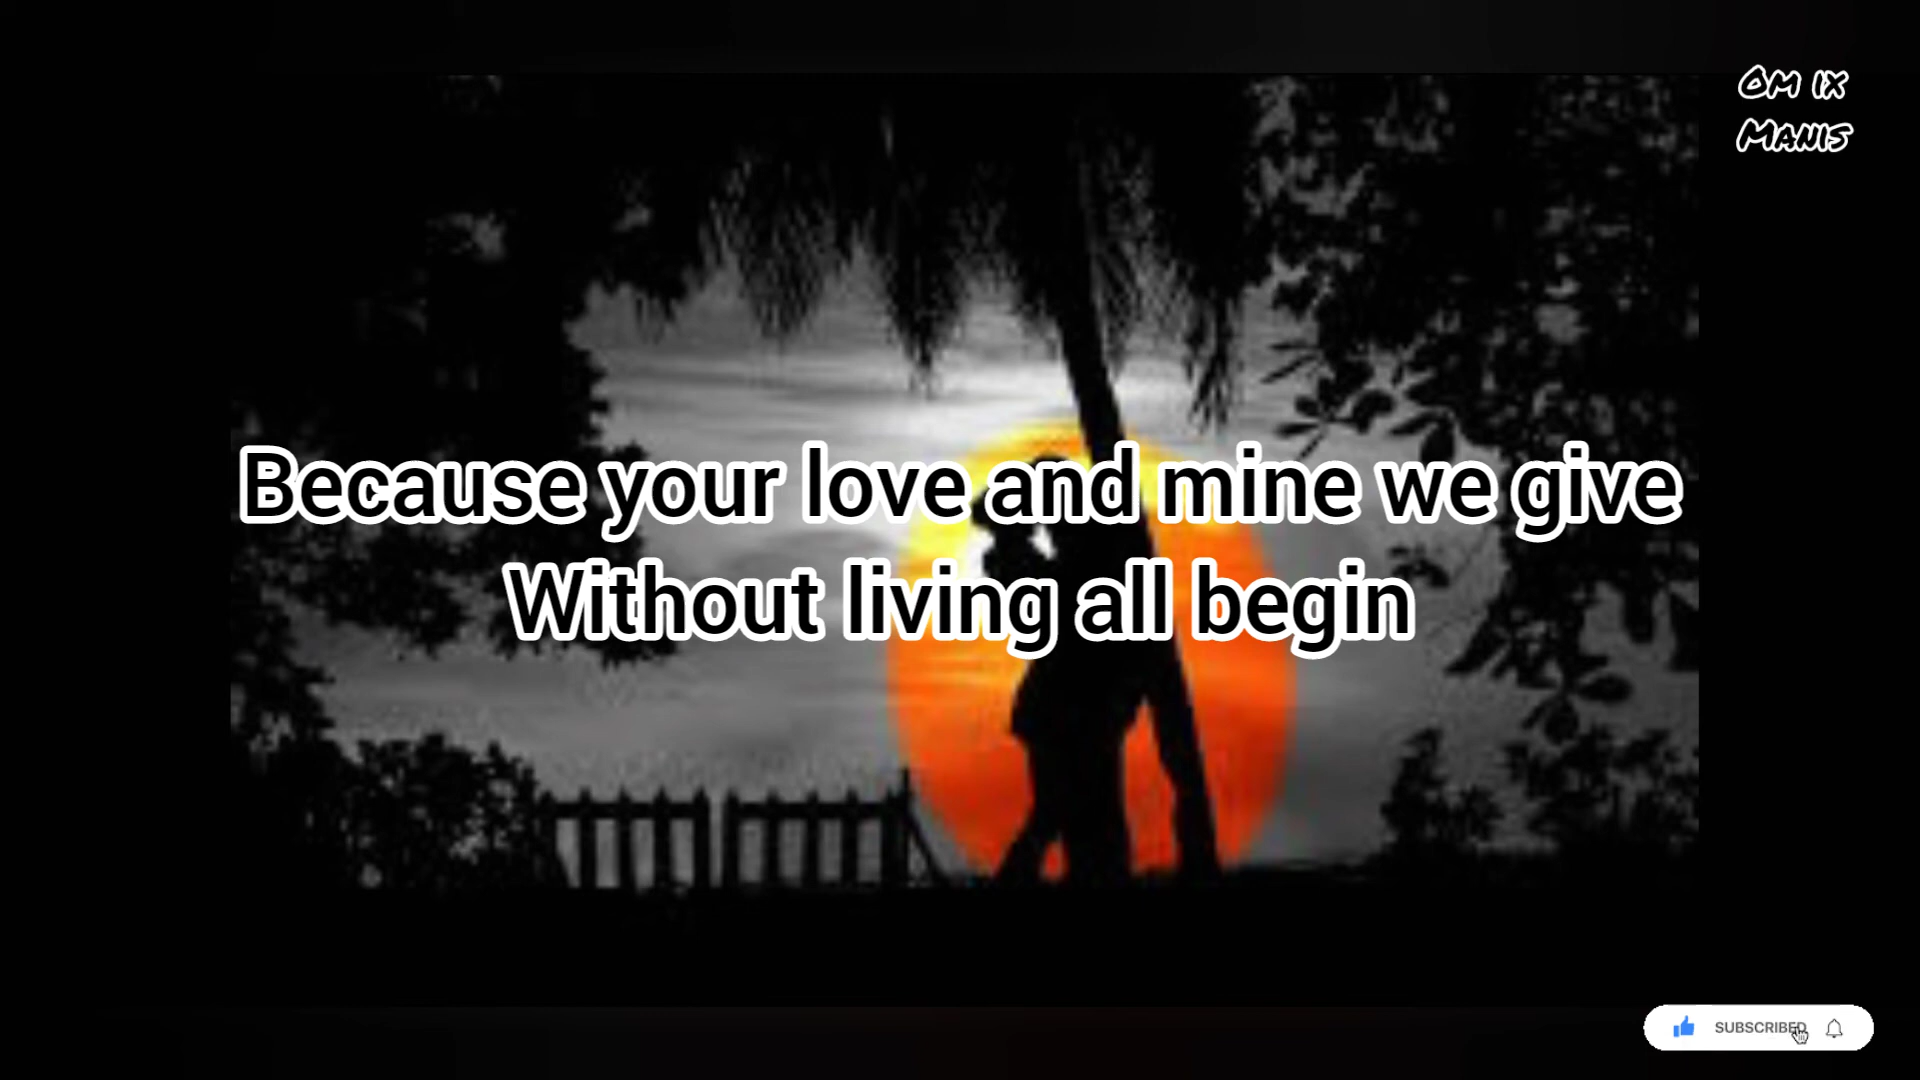 Om ix
Manis
Because your love and mine we give
Without living all begin
SUBSCRIBED